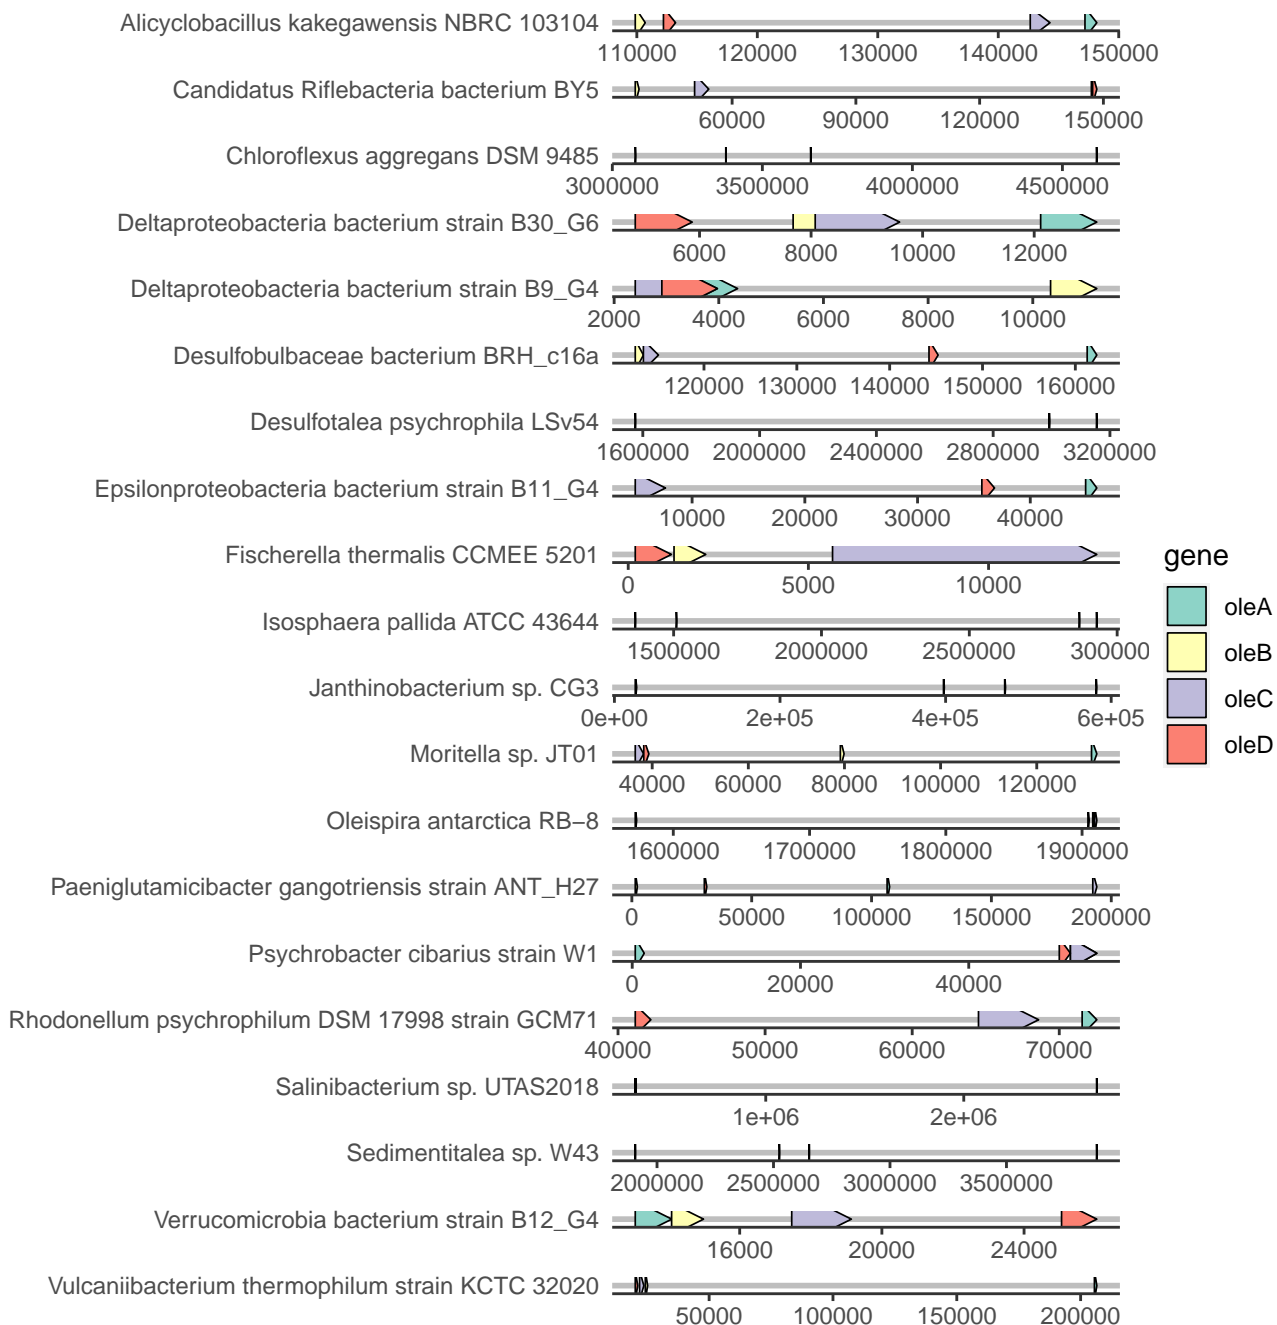 Alicyclobacillus kakegawensis NBRC 103104
110000 120000 130000 140000 150000
Candidatus Riflebacteria bacterium BY5
60000 90000 120000 150000
Chloroflexus aggregans DSM 9485
3000000 3500000 4000000 4500000
Deltaproteobacteria bacterium strain B30_G6
6000 8000 10000 12000
Deltaproteobacteria bacterium strain B9_G4
2000 4000 6000 8000 10000
Desulfobulbaceae bacterium BRH_c16a
120000 130000 140000 150000 160000
Desulfotalea psychrophila LSv54
1600000 2000000 2400000 2800000 3200000
Epsilonproteobacteria bacterium strain B11_G4
10000 20000 30000 40000
Fischerella thermalis CCMEE 5201
0 5000 10000
Isosphaera pallida ATCC 43644
1500000 2000000 2500000 300000
Janthinobacterium sp. CG3
0e+00 2e+05 4e+05 6e+05
Moritella sp. JT01
40000 60000 80000 100000 120000
Oleispira antarctica RB−8
1600000 1700000 1800000 1900000
Paeniglutamicibacter gangotriensis strain ANT_H27
0 50000 100000 150000 200000
Psychrobacter cibarius strain W1
0 20000 40000
Rhodonellum psychrophilum DSM 17998 strain GCM71
40000 50000 60000 70000
Salinibacterium sp. UTAS2018
1e+06 2e+06
Sedimentitalea sp. W43
2000000 2500000 3000000 3500000
Verrucomicrobia bacterium strain B12_G4
16000 20000 24000
Vulcaniibacterium thermophilum strain KCTC 32020
50000 100000 150000 200000
gene
oleA
oleB
oleC
oleD